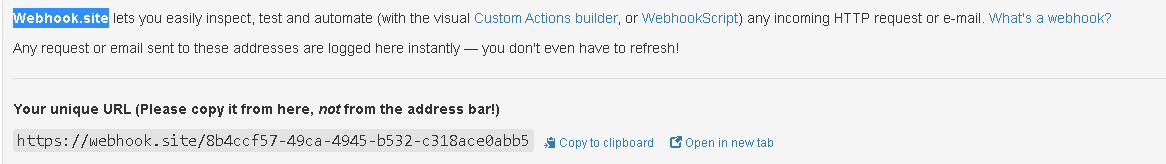 Webhook.site lets you easily inspect, test and automate (with the visual Custom Actions builder, or WebhookScript) any incoming HTTP request or e-mail. What's a webhook?
Any request or email sent to these addresses are logged here instantly — you don't even have to refresh!
Your unique URL (Please copy it from here, not from the address bar!)
https://webhook.site/8b4ccf57-49ca-4945-b532-c318ace0abb5 Copy to clipboard Open in new tab